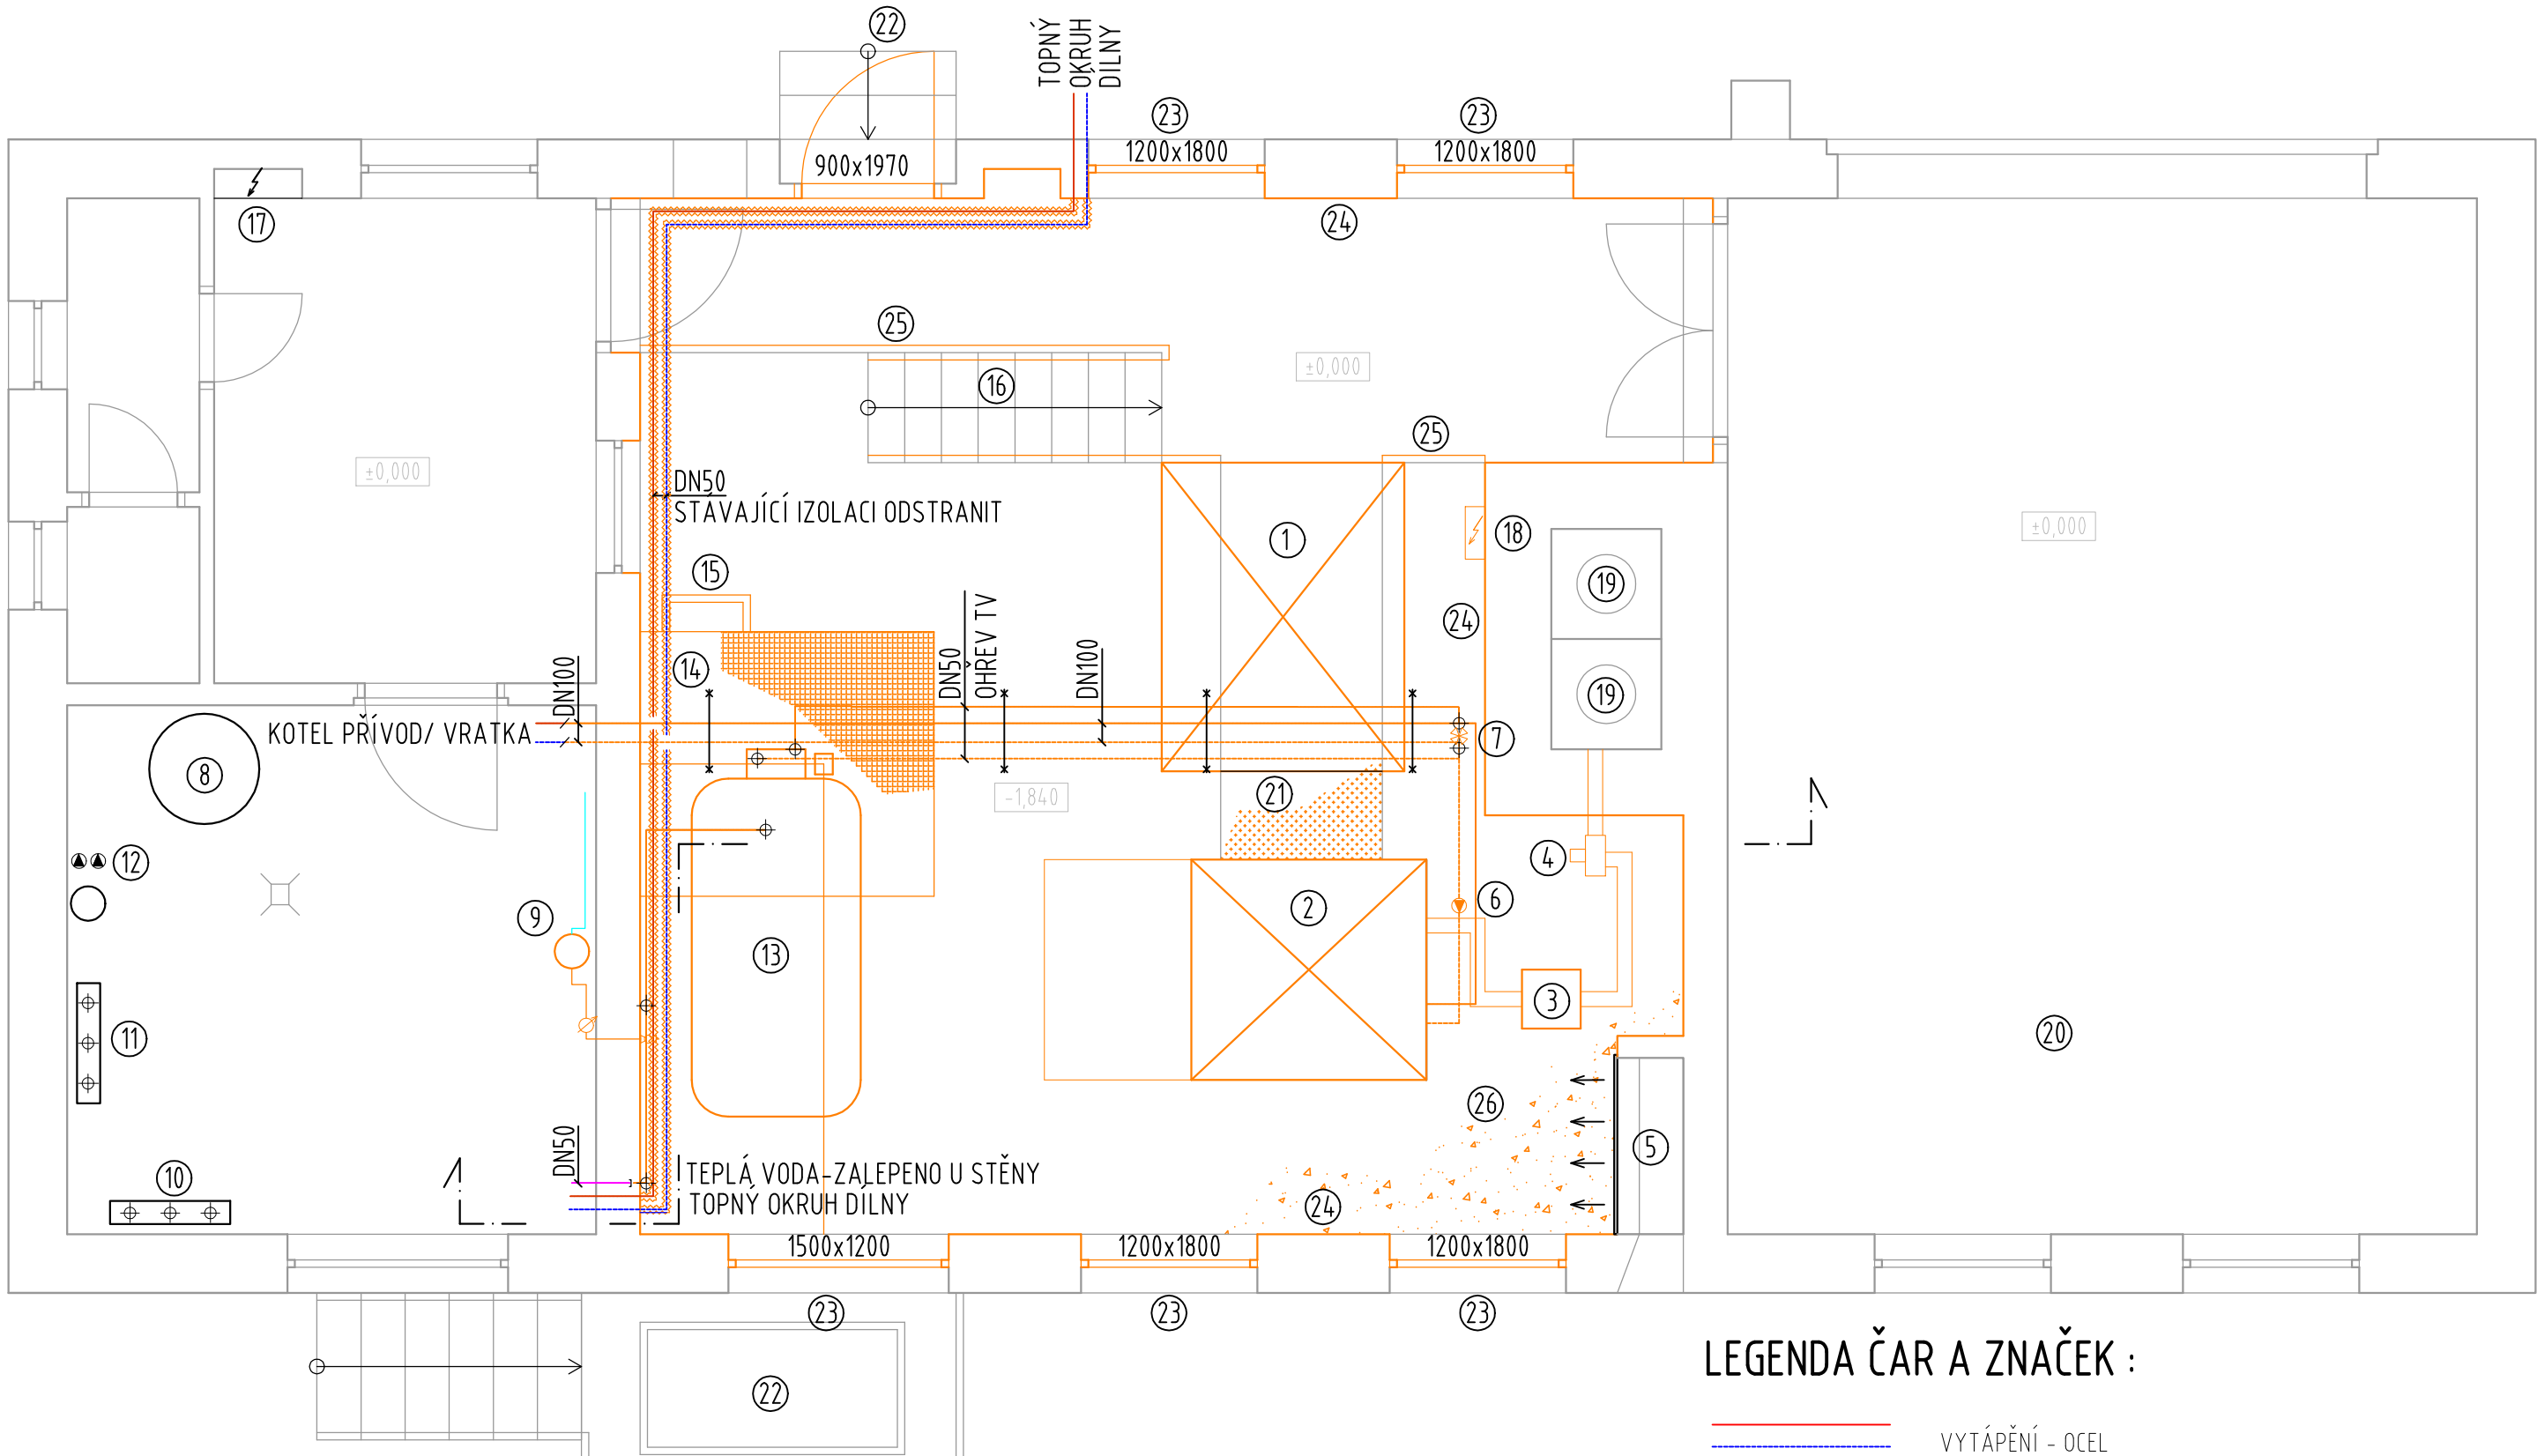 22
TOPNÝ
OKRUH
DÍLNY
23
23
900x1970
1200x1800
1200x1800
17
24
25
±0,000
16
25
±0,000
DN50
STÁVAJÍCÍ IZOLACI ODSTRANIT
1
18
±0,000
15
19
24
14
DN100
DN50
OHŘEV TV
DN100
19
KOTEL PŘÍVOD/ VRATKA
7
8
21
-1,840
12
4
9
2
6
13
3
11
20
26
5
DN50
10
TEPLÁ VODA-ZALEPENO U STĚNY
TOPNÝ OKRUH DÍLNY
24
1500x1200
1200x1800
1200x1800
23
23
23
22
LEGENDA ČAR A ZNAČEK :
VYTÁPĚNÍ - OCEL